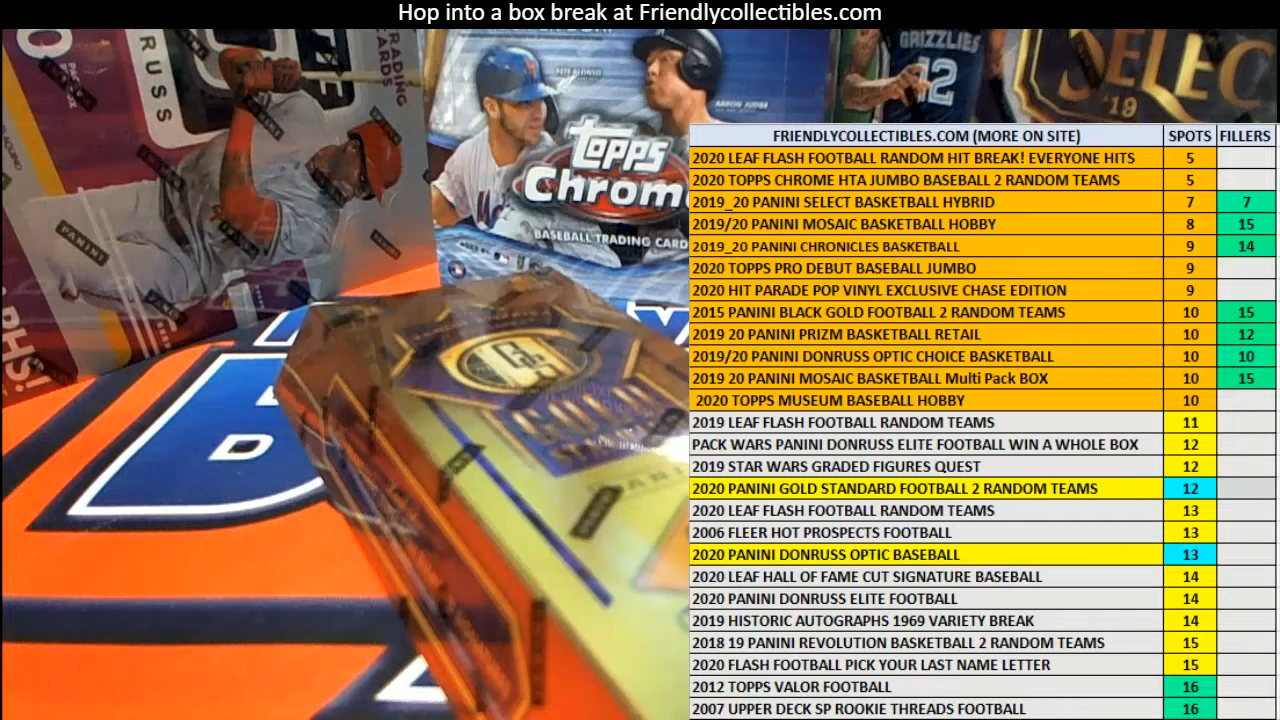 Hop into a box break at Friendlycollectibles.com
RUSS
TRADING
CARDS
PETE ALONSO
AARON JUDGE
Topps
Chrome
BASEBALL TRADING CARD
GRIZZLIES
12
SELEC
'19
PANINI
D
FRIENDLYCOLLECTIBLES.COM (MORE ON SITE) SPOTS FILLERS
2020 LEAF FLASH FOOTBALL RANDOM HIT BREAK! EVERYONE HITS 5
2020 TOPPS CHROME HTA JUMBO BASEBALL 2 RANDOM TEAMS 5
2019_20 PANINI SELECT BASKETBALL HYBRID 7 7
2019/20 PANINI MOSAIC BASKETBALL HOBBY 8 15
2019_20 PANINI CHRONICLES BASKETBALL 9 14
2020 TOPPS PRO DEBUT BASEBALL JUMBO 9
2020 HIT PARADE POP VINYL EXCLUSIVE CHASE EDITION 9
2015 PANINI BLACK GOLD FOOTBALL 2 RANDOM TEAMS 10 15
2019 20 PANINI PRIZM BASKETBALL RETAIL 10 12
2019/20 PANINI DONRUSS OPTIC CHOICE BASKETBALL 10 10
2019 20 PANINI MOSAIC BASKETBALL Multi Pack BOX 10 15
2020 TOPPS MUSEUM BASEBALL HOBBY 10
2019 LEAF FLASH FOOTBALL RANDOM TEAMS 11
PACK WARS PANINI DONRUSS ELITE FOOTBALL WIN A WHOLE BOX 12
2019 STAR WARS GRADED FIGURES QUEST 12
2020 PANINI GOLD STANDARD FOOTBALL 2 RANDOM TEAMS 12
2020 LEAF FLASH FOOTBALL RANDOM TEAMS 13
2006 FLEER HOT PROSPECTS FOOTBALL 13
2020 PANINI DONRUSS OPTIC BASEBALL 13
2020 LEAF HALL OF FAME CUT SIGNATURE BASEBALL 14
2020 PANINI DONRUSS ELITE FOOTBALL 14
2019 HISTORIC AUTOGRAPHS 1969 VARIETY BREAK 14
2018 19 PANINI REVOLUTION BASKETBALL 2 RANDOM TEAMS 15
2020 FLASH FOOTBALL PICK YOUR LAST NAME LETTER 15
2012 TOPPS VALOR FOOTBALL 16
2007 UPPER DECK SP ROOKIE THREADS FOOTBALL 16